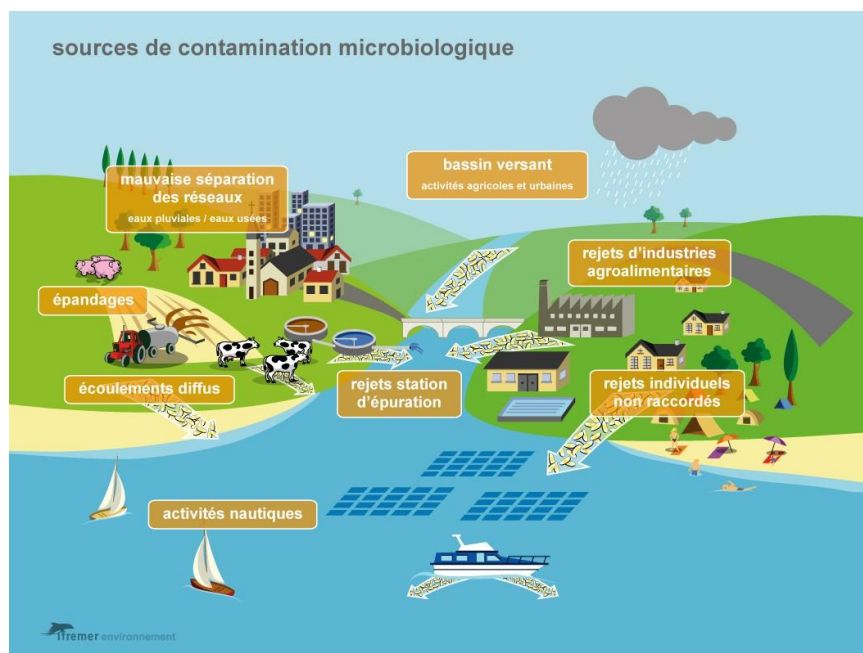 sources de contamination microbiologique
mauvaise séparation
des réseaux
eaux pluviales / eaux usées
bassin versant
activités agricoles et urbaines
rejets d'industries
agroalimentaires
épandages
écoulements diffus
rejets station
d'épuration
rejets individuels
non raccordés
activités nautiques
ifremer environnement